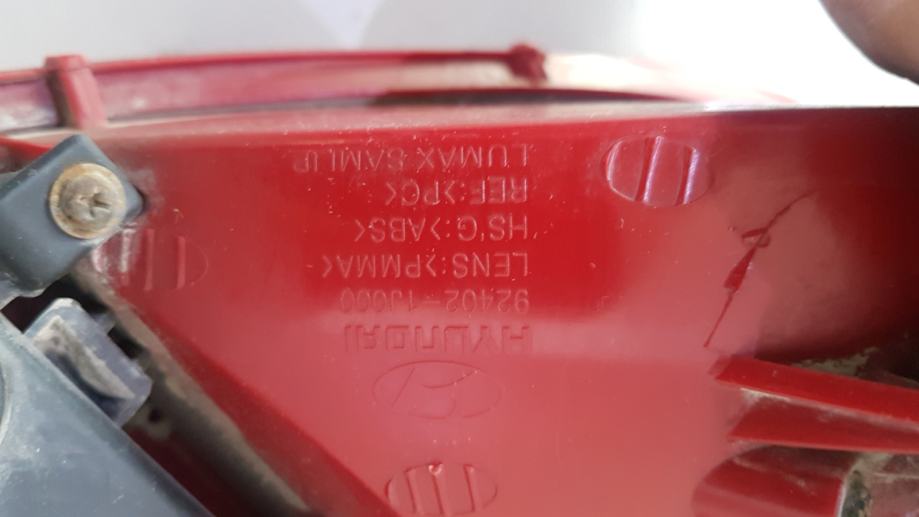 HYUNDAI
92402-1J000
LENS:>PMMA<
HS'G:>ABS<
REF:>PC<
LUMAX SAMLIP